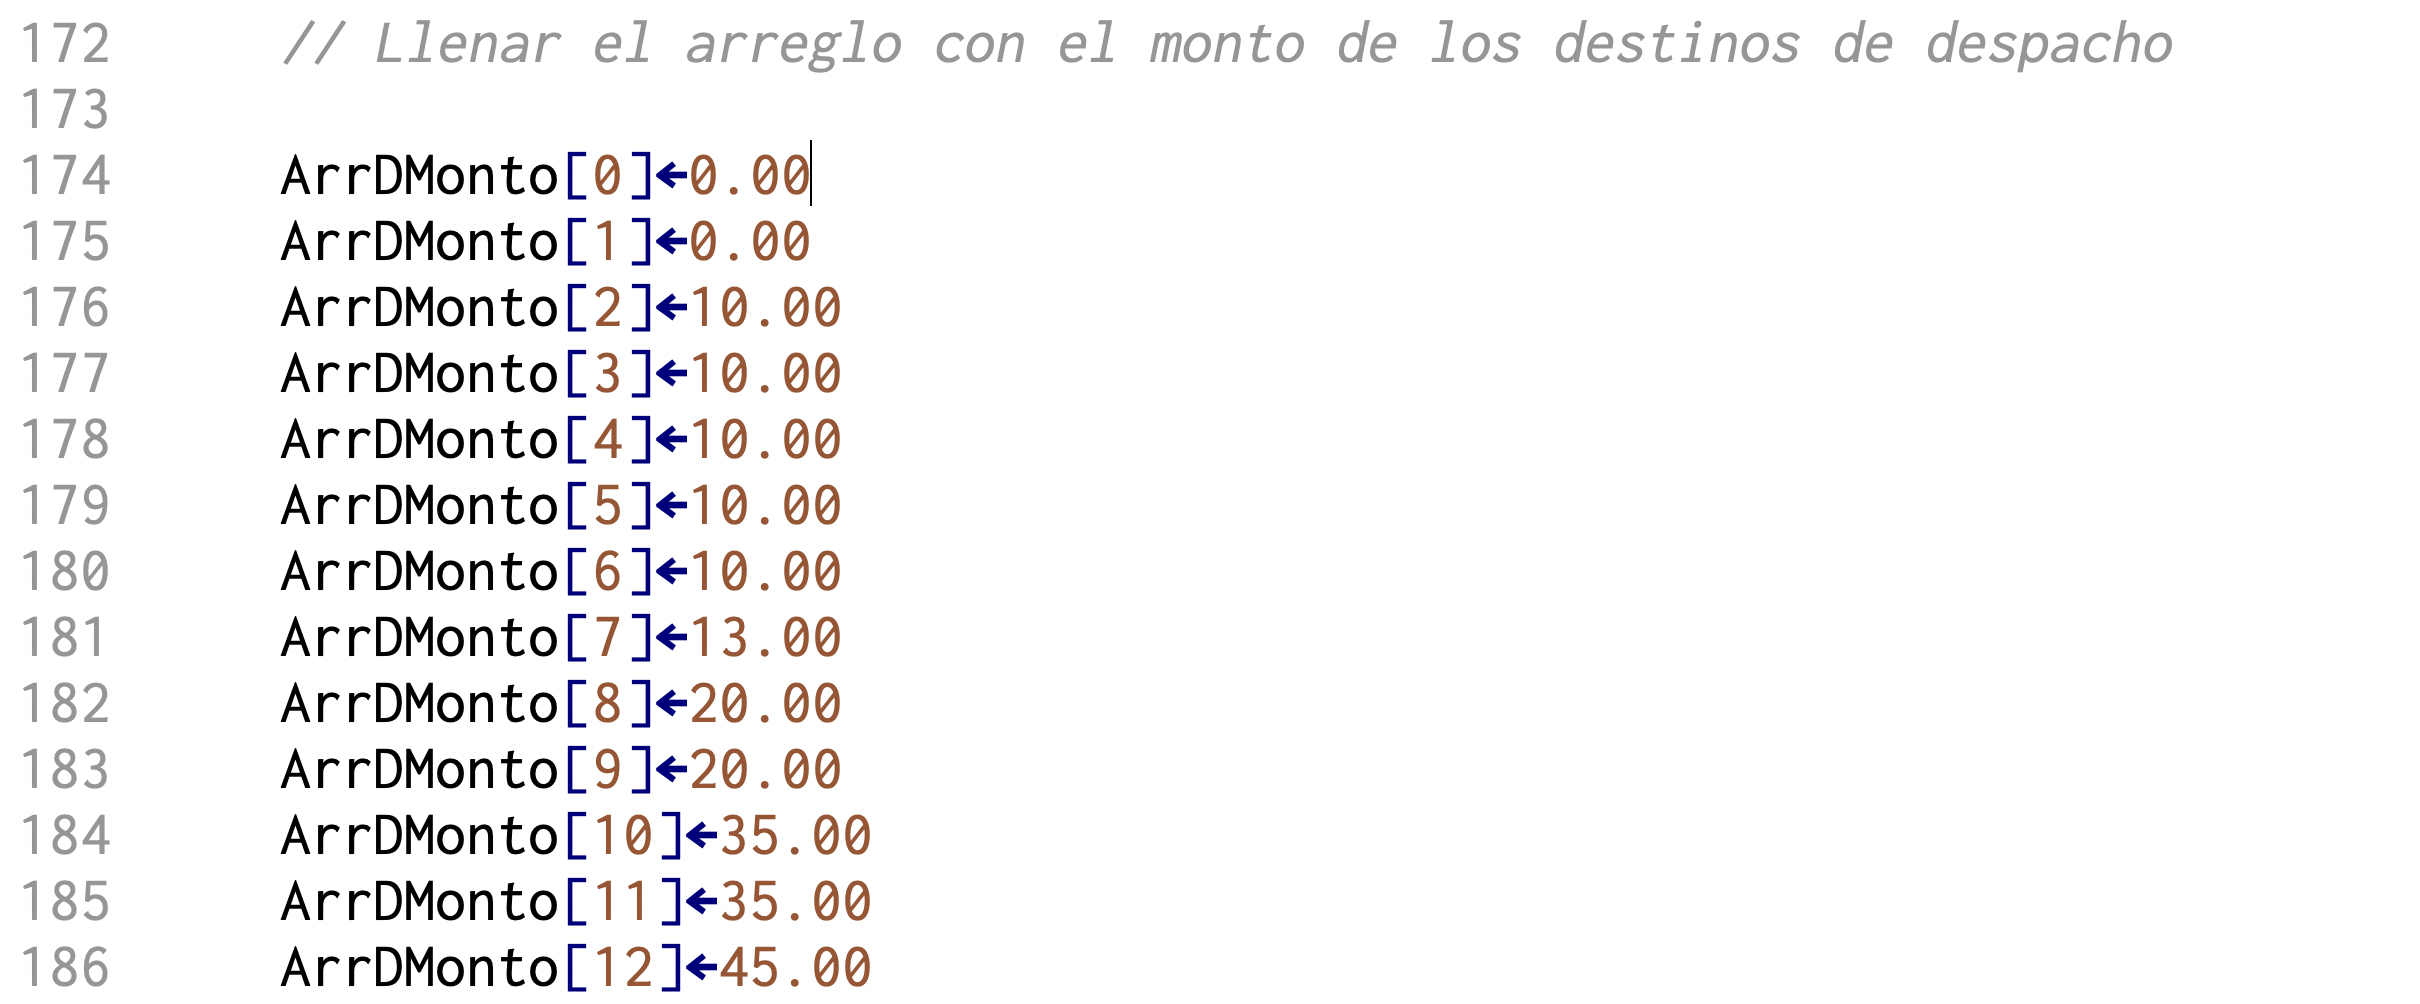 172 // Llenar el arreglo con el monto de los destinos de despacho
173
174 ArrDMonto[0]←0.00
175 ArrDMonto[1]←0.00
176 ArrDMonto[2]←10.00
177 ArrDMonto[3]←10.00
178 ArrDMonto[4]←10.00
179 ArrDMonto[5]←10.00
180 ArrDMonto[6]←10.00
181 ArrDMonto[7]←13.00
182 ArrDMonto[8]←20.00
183 ArrDMonto[9]←20.00
184 ArrDMonto[10]←35.00
185 ArrDMonto[11]←35.00
186 ArrDMonto[12]←45.00